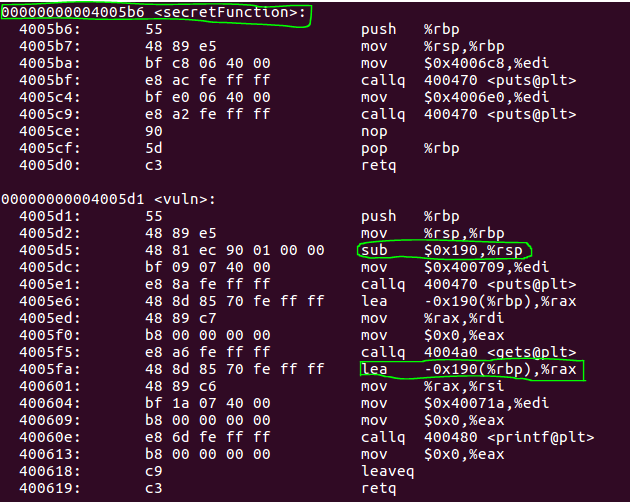 00000000004005b6 <secretFunction>:
4005b6: 55 push %rbp
4005b7: 48 89 e5 mov %rsp,%rbp
4005ba: bf c8 06 40 00 mov $0x4006c8,%edi
4005bf: e8 ac fe ff ff callq 400470 <puts@plt>
4005c4: bf e0 06 40 00 mov $0x4006e0,%edi
4005c9: e8 a2 fe ff ff callq 400470 <puts@plt>
4005ce: 90 nop
4005cf: 5d pop %rbp
4005d0: c3 retq
00000000004005d1 <vuln>:
4005d1: 55 push %rbp
4005d2: 48 89 e5 mov %rsp,%rbp
4005d5: 48 81 ec 90 01 00 00 sub $0x190,%rsp
4005dc: bf 09 07 40 00 mov $0x400709,%edi
4005e1: e8 8a fe ff ff callq 400470 <puts@plt>
4005e6: 48 8d 85 70 fe ff ff lea -0x190(%rbp),%rax
4005ed: 48 89 c7 mov %rax,%rdi
4005f0: b8 00 00 00 00 mov $0x0,%eax
4005f5: e8 a6 fe ff ff callq 4004a0 <gets@plt>
4005fa: 48 8d 85 70 fe ff ff lea -0x190(%rbp),%rax
400601: 48 89 c6 mov %rax,%rsi
400604: bf 1a 07 40 00 mov $0x40071a,%edi
400609: b8 00 00 00 00 mov $0x0,%eax
40060e: e8 6d fe ff ff callq 400480 <printf@plt>
400613: b8 00 00 00 00 mov $0x0,%eax
400618: c9 leaveq
400619: c3 retq